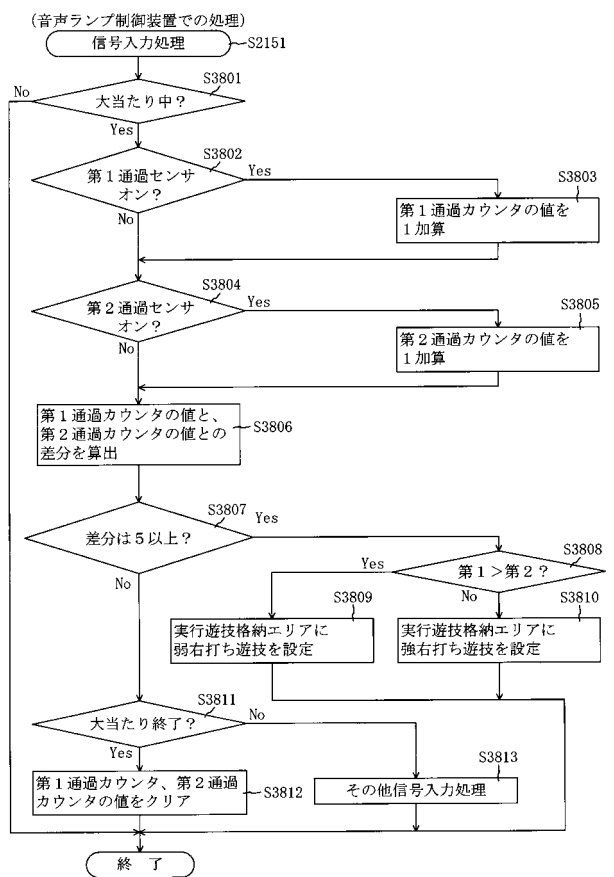 (音声ランプ制御装置での処理)
信号入力処理
S2151
S3801
No
大当たり中?
Yes
S3802
第1通過センサ
オン?
Yes
No
S3803
第1通過カウンタの値を
1加算
S3804
第2通過センサ
オン?
Yes
No
S3805
第2通過カウンタの値を
1加算
第1通過カウンタの値と、
第2通過カウンタの値との
差分を算出
S3806
S3807
差分は5以上?
Yes
No
S3808
第1>第2?
Yes
No
S3809
実行遊技格納エリアに
弱右打ち遊技を設定
S3810
実行遊技格納エリアに
強右打ち遊技を設定
S3811
大当たり終了?
No
Yes
第1通過カウンタ、第2通過
カウンタの値をクリア
S3812
S3813
その他信号入力処理
終了